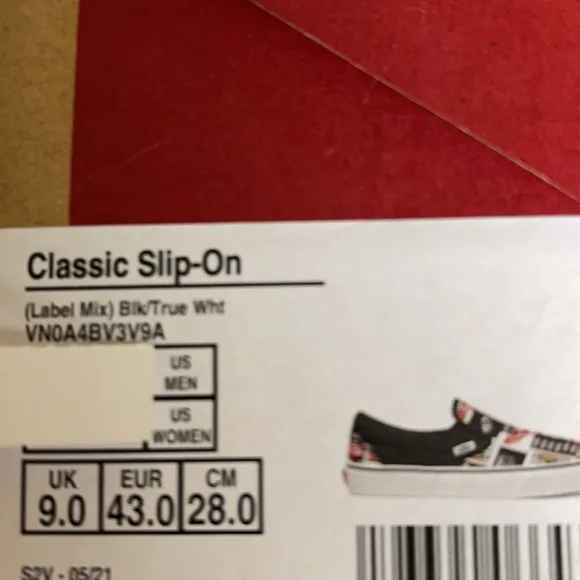 Classic Slip-On
(Label Mix) Blk/True Wht
VN0A4BV3V9A
US
MEN
US
WOMEN
UK EUR CM
9.0 43.0 28.0
S2V - 05/21